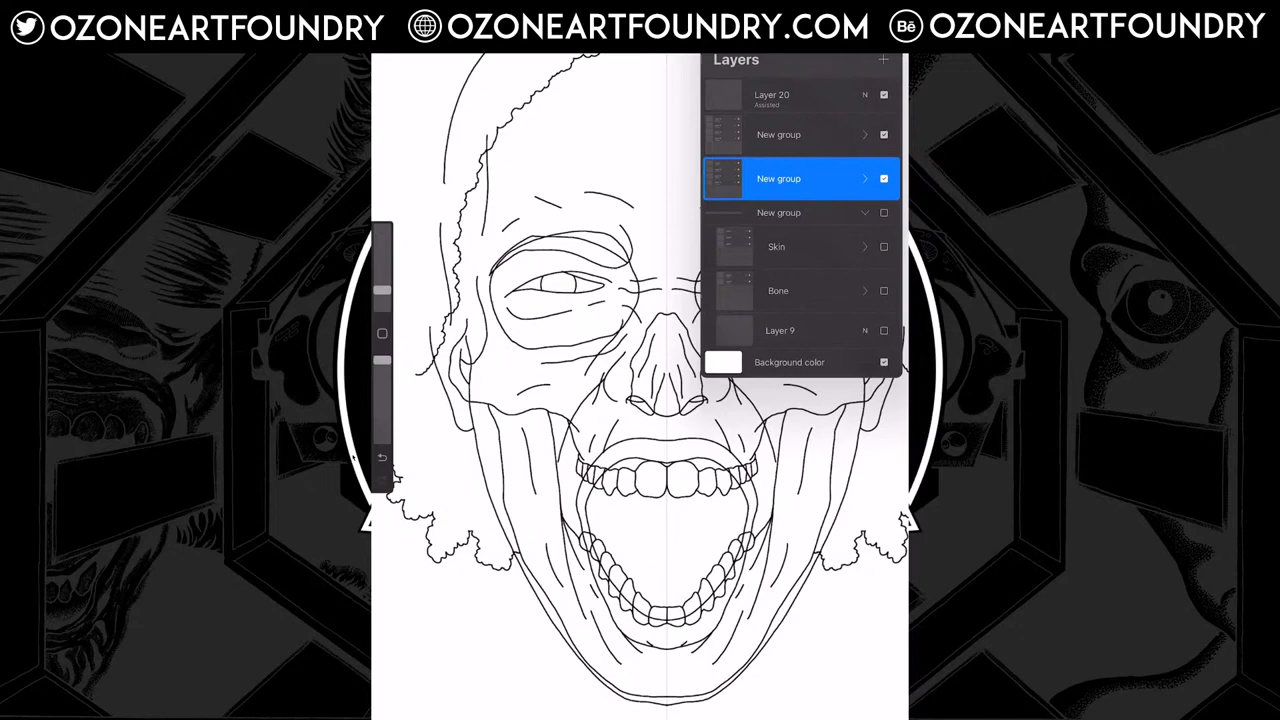 OZONEARTFOUNDRY OZONEARTFOUNDRY.COM Bē OZONEARTFOUNDRY
Layers
Layer 20 N
Assisted
New group
New group
New group
Skin
Bone
Layer 9 N
Background color